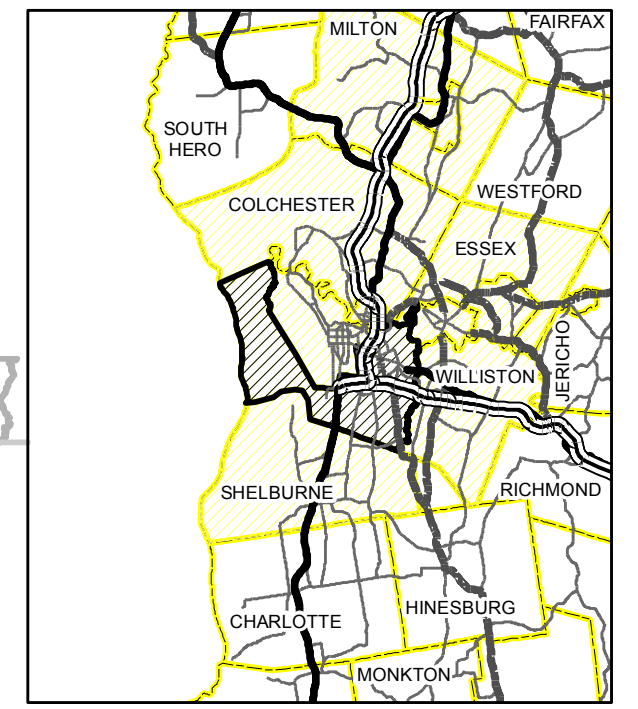 FAIRFAX
MILTON
SOUTH
HERO
WESTFORD
COLCHESTER
ESSEX
JERICHO
WILLISTON
SHELBURNE
RICHMOND
HINESBURG
CHARLOTTE
MONKTON